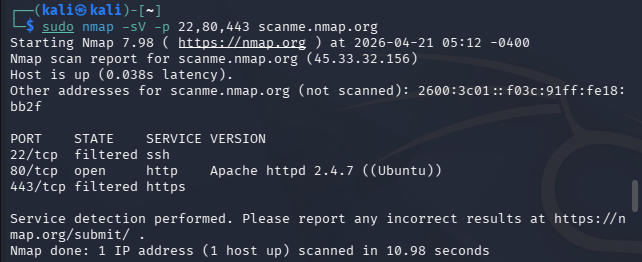 ┌──(kali㉿kali)-[~]
└─$ sudo nmap -sV -p 22,80,443 scanme.nmap.org
Starting Nmap 7.98 ( https://nmap.org ) at 2026-04-21 05:12 -0400
Nmap scan report for scanme.nmap.org (45.33.32.156)
Host is up (0.038s latency).
Other addresses for scanme.nmap.org (not scanned): 2600:3c01::f03c:91ff:fe18:
bb2f
PORT    STATE    SERVICE VERSION
22/tcp  filtered ssh
80/tcp  open     http    Apache httpd 2.4.7 ((Ubuntu))
443/tcp filtered https
Service detection performed. Please report any incorrect results at https://n
map.org/submit/ .
Nmap done: 1 IP address (1 host up) scanned in 10.98 seconds